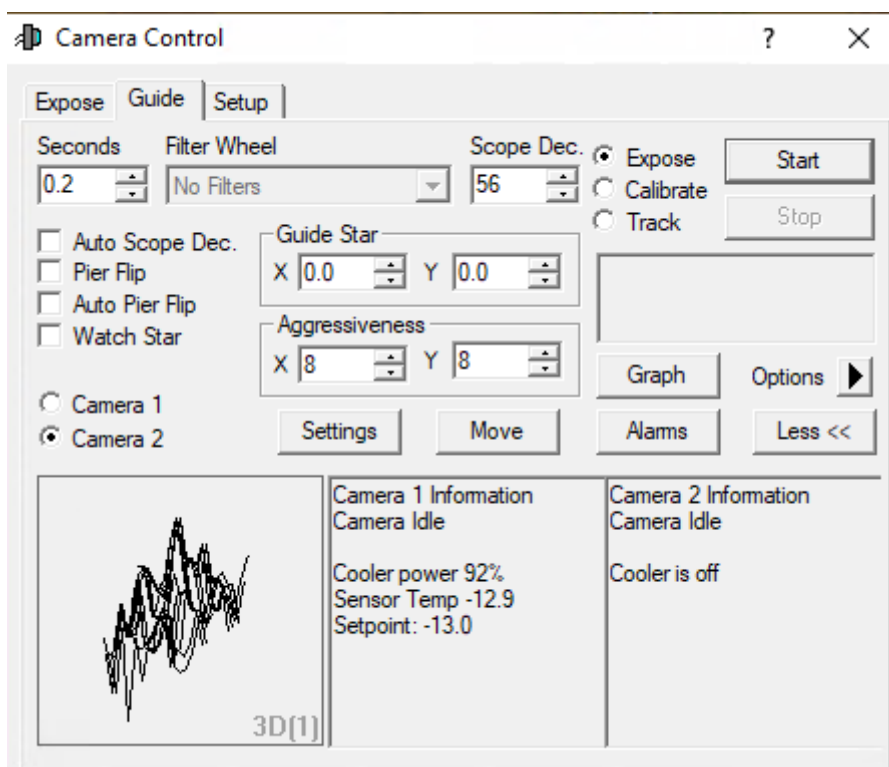 Camera Control ?
Expose Guide Setup
Seconds Filter Wheel Scope Dec.
0.2 No Filters 56
Expose
Calibrate
Track
Start
Stop
Auto Scope Dec.
Pier Flip
Auto Pier Flip
Watch Star
Guide Star
X 0.0 Y 0.0
Aggressiveness
X 8 Y 8
Graph Options
Camera 1
Camera 2
Settings Move Alarms Less <<
Camera 1 Information
Camera Idle
Cooler power 92%
Sensor Temp -12.9
Setpoint: -13.0
Camera 2 Information
Camera Idle
Cooler is off
3D(1)